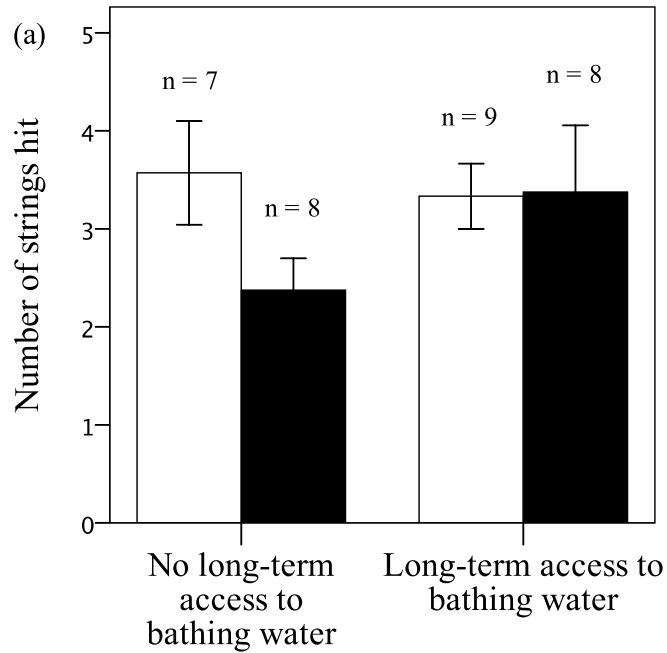 (a)
Number of strings hit
5
4
3
2
1
0
n = 7
n = 8
n = 9
n = 8
No long-term
access to
bathing water
Long-term access to
bathing water